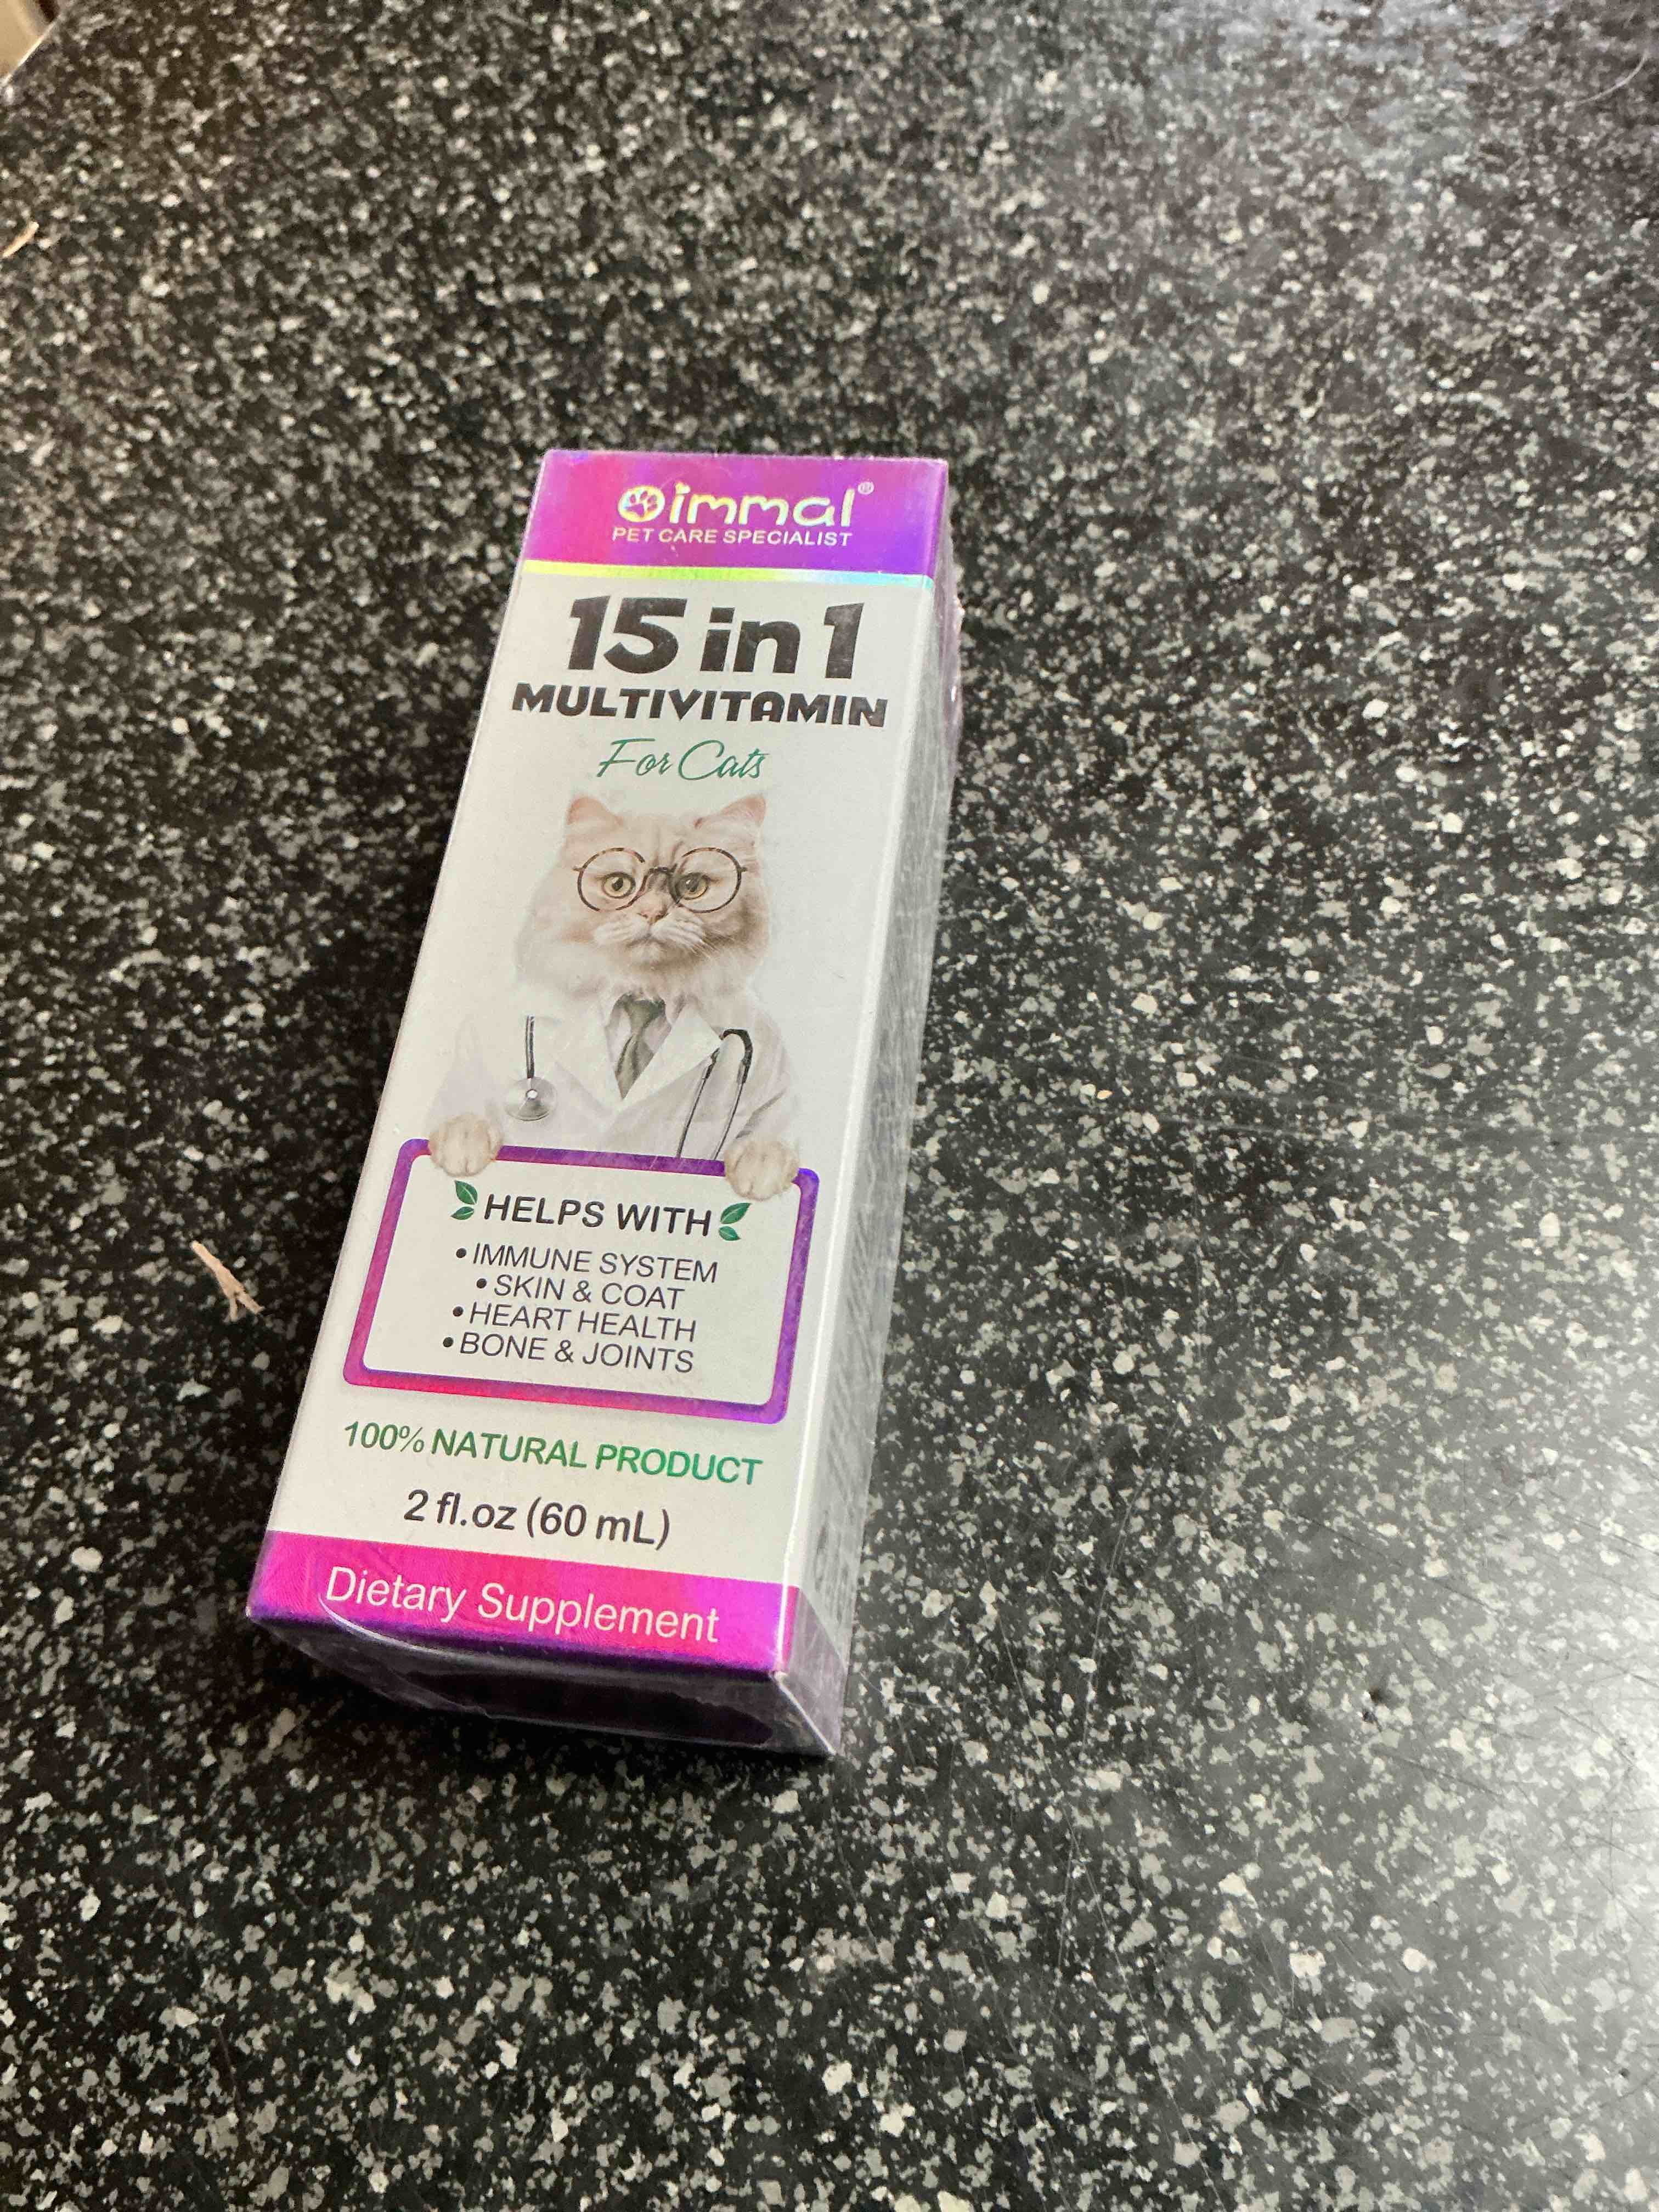 Oimmal®
PET CARE SPECIALIST
15 in 1
MULTIVITAMIN
For Cats
HELPS WITH
• IMMUNE SYSTEM
• SKIN & COAT
• HEART HEALTH
• BONE & JOINTS
100% NATURAL PRODUCT
2 fl.oz (60 mL)
Dietary Supplement